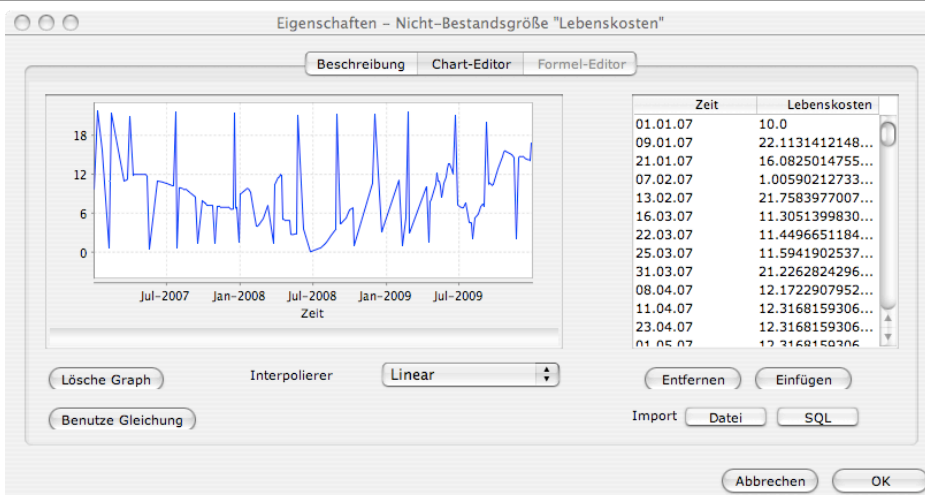 Eigenschaften – Nicht-Bestandsgröße "Lebenskosten"
Beschreibung Chart-Editor Formel-Editor
18
12
6
0
Jul-2007 Jan-2008 Jul-2008 Jan-2009 Jul-2009
Zeit
Zeit Lebenskosten
01.01.07 10.0
09.01.07 22.1131412148...
21.01.07 16.0825014755...
07.02.07 1.00590212733...
13.02.07 21.7583977007...
16.03.07 11.3051399830...
22.03.07 11.4496651184...
25.03.07 11.5941902537...
31.03.07 21.2262824296...
08.04.07 12.1722907952...
11.04.07 12.3168159306...
23.04.07 12.3168159306...
01.05.07 12.3168159306...
Lösche Graph Interpolierer Linear Entfernen Einfügen
Benutze Gleichung Import Datei SQL
Abbrechen OK